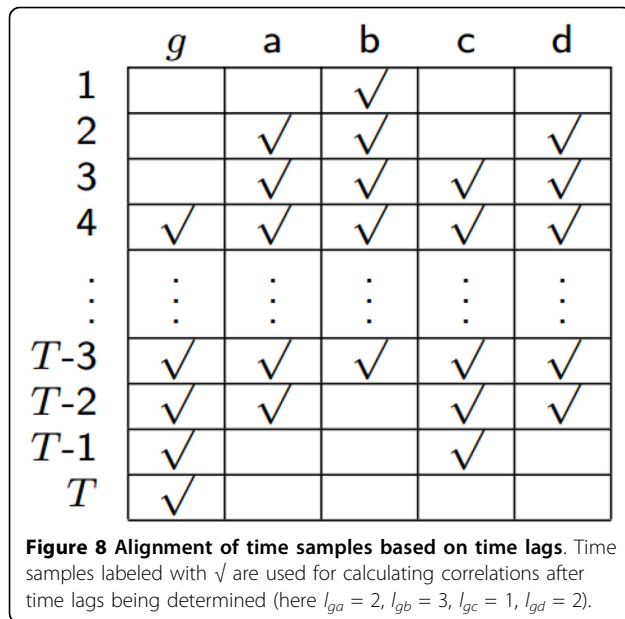 g a b c d
1 √
2 √ √ √
3 √ √ √ √
4 √ √ √ √ √
⋮ ⋮ ⋮ ⋮ ⋮ ⋮
T-3 √ √ √ √ √
T-2 √ √ √ √
T-1 √ √
T √
Figure 8 Alignment of time samples based on time lags. Time
samples labeled with √ are used for calculating correlations after
time lags being determined (here l_ga = 2, l_gb = 3, l_gc = 1, l_gd = 2).